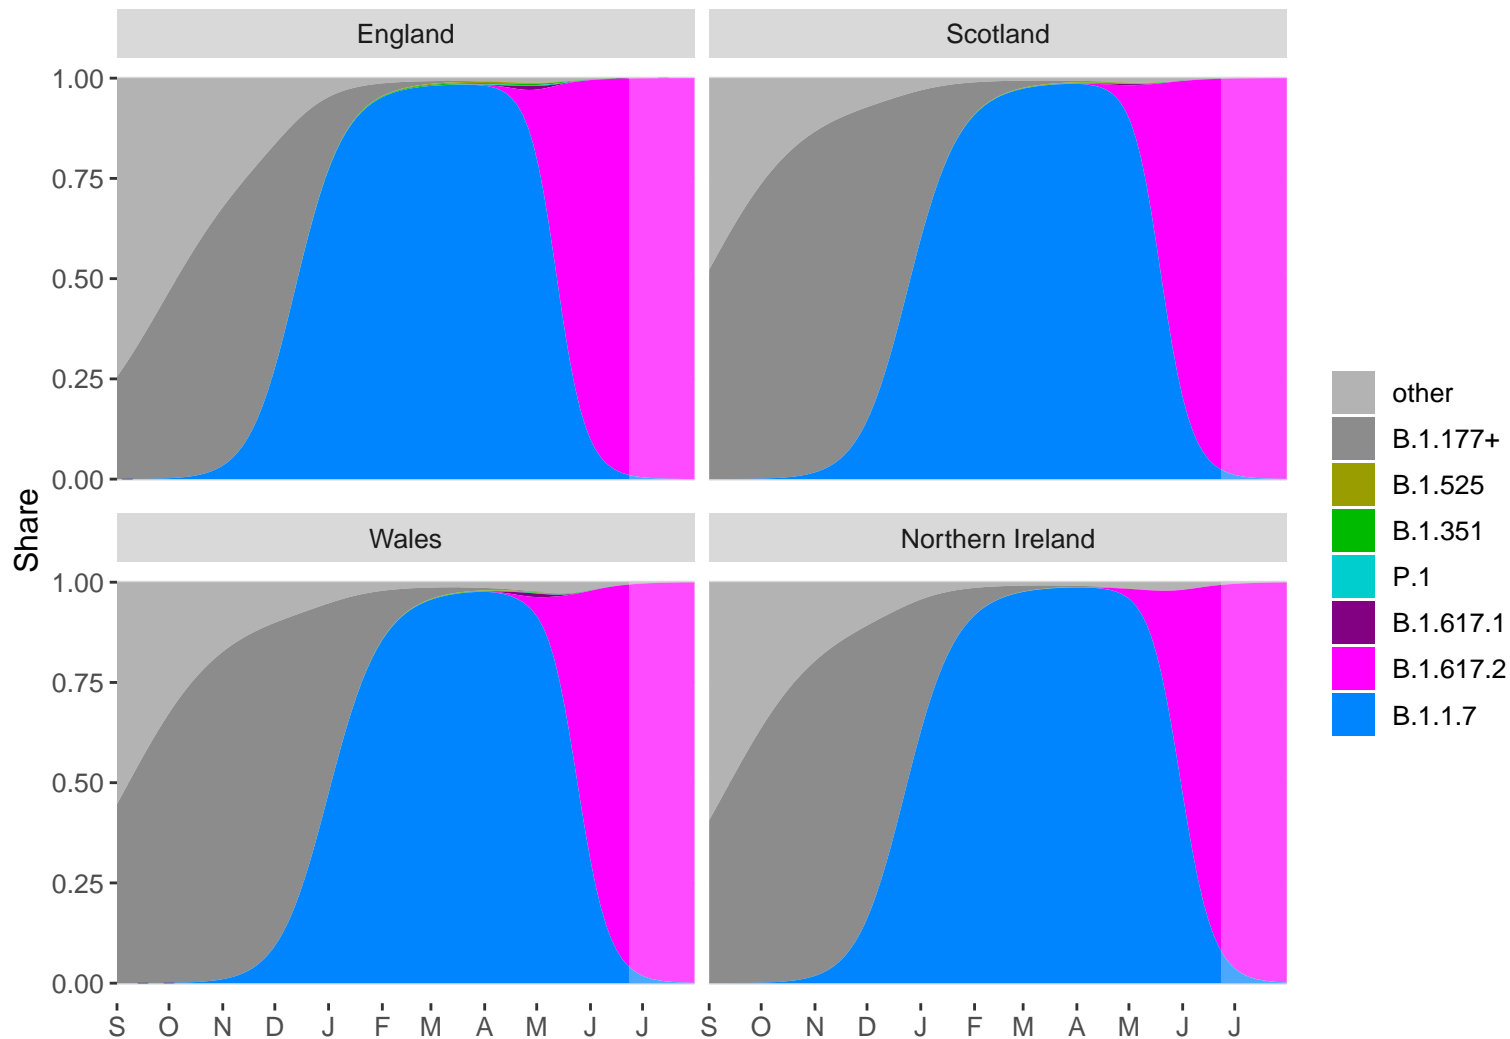 England
Scotland
1.00
0.75
0.50
0.25
0.00
Share
Wales
Northern Ireland
1.00
0.75
0.50
0.25
0.00
S O N D J F M A M J J
S O N D J F M A M J J
other
B.1.177+
B.1.525
B.1.351
P.1
B.1.617.1
B.1.617.2
B.1.1.7